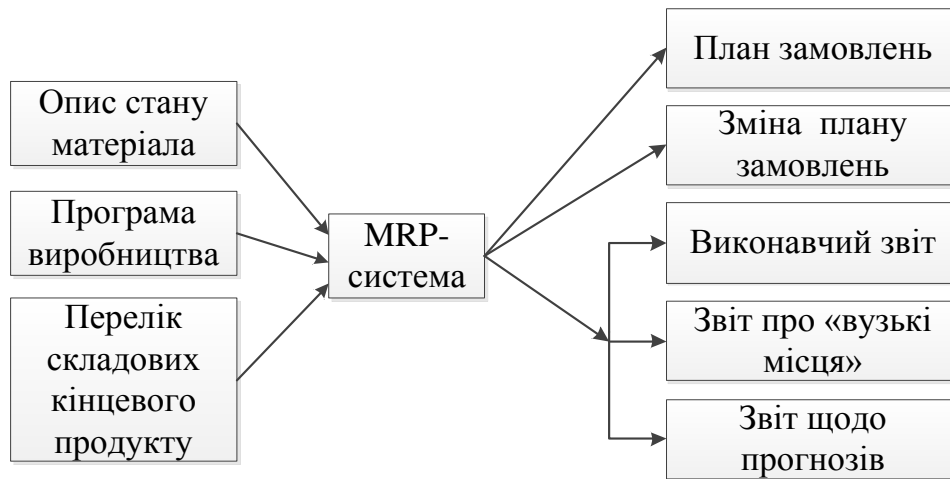 Опис стану
матеріала
Програма
виробництва
Перелік
складових
кінцевого
продукту
MRP-
система
План замовлень
Зміна плану
замовлень
Виконавчий звіт
Звіт про «вузькі
місця»
Звіт щодо
прогнозів